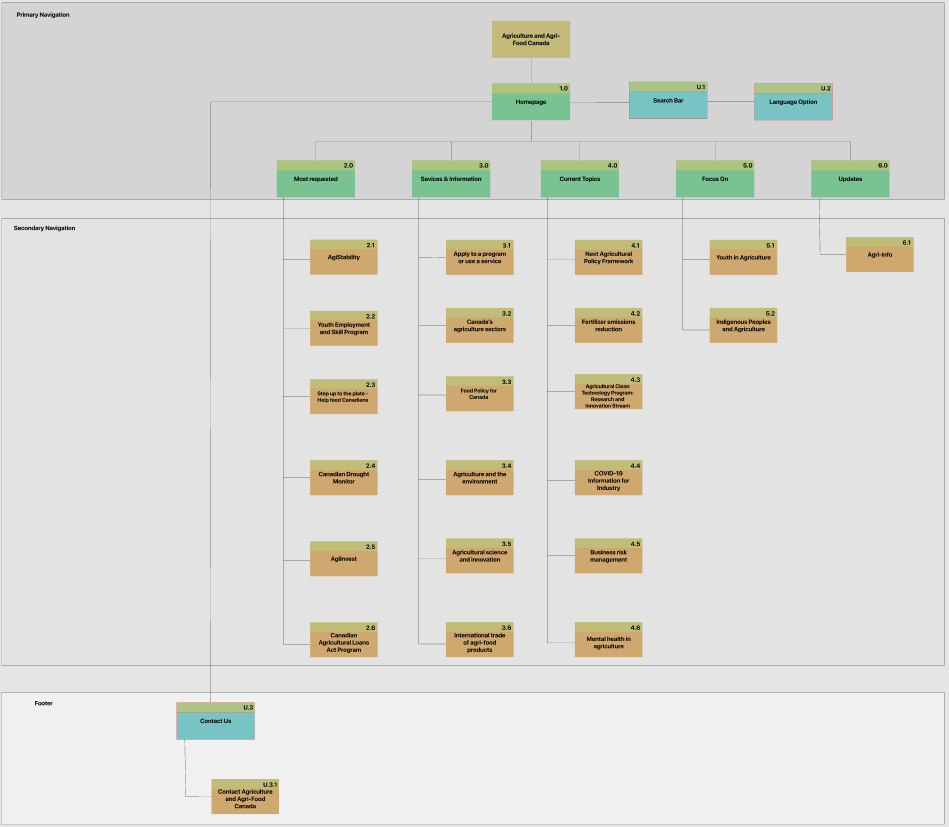 Primary Navigation
Agriculture and Agri-
Food Canada
1.0
Homepage
U.1
Search Bar
U.2
Language Option
2.0
Most requested
3.0
Sevices & Information
4.0
Current Topics
5.0
Focus On
6.0
Updates
Secondary Navigation
2.1
AgiStability
2.2
Youth Employment
and Skill Program
2.3
Step up to the plate -
Help feed Canadians
2.4
Canadian Drought
Monitor
2.5
AgiInvest
2.6
Canadian
Agricultural Loans
Act Program
3.1
Apply to a program
or use a service
3.2
Canada's
agriculture sectors
3.3
Food Policy for
Canada
3.4
Agriculture and the
environment
3.5
Agricultural science
and innovation
3.6
International trade
of agri-food
products
4.1
Next Agricultural
Policy Framework
4.2
Fertilizer emissions
reduction
4.3
Agricultural Clean
Technology Program:
Research and
Innovation Stream
4.4
COVID-19
Information for
Industry
4.5
Business risk
management
4.6
Mental health in
agriculture
5.1
Youth in Agriculture
5.2
Indigenous Peoples
and Agriculture
6.1
Agri-info
Footer
U.3
Contact Us
U.3.1
Contact Agriculture
and Agri-Food
Canada